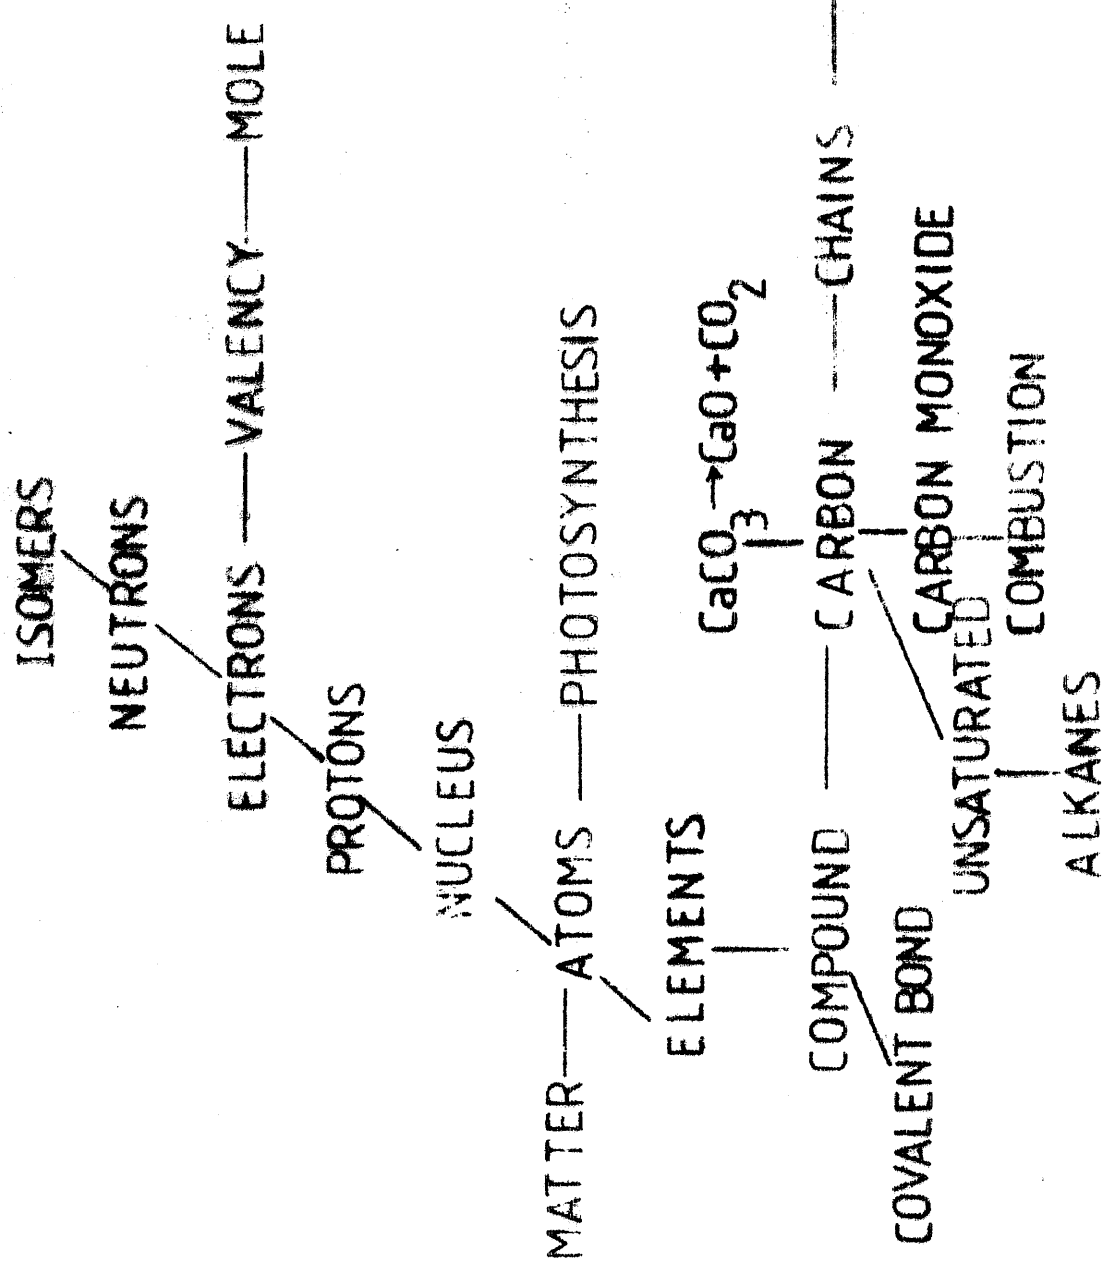 ISOMERS
NEUTRONS
ELECTRONS — VALENCY — MOLE
PROTONS
NUCLEUS
MATTER — ATOMS — PHOTOSYNTHESIS
ELEMENTS
CaCO3 → CaO + CO2
COMPOUND — CARBON — CHAINS —
COVALENT BOND
CARBON MONOXIDE
UNSATURATED
COMBUSTION
ALKANES